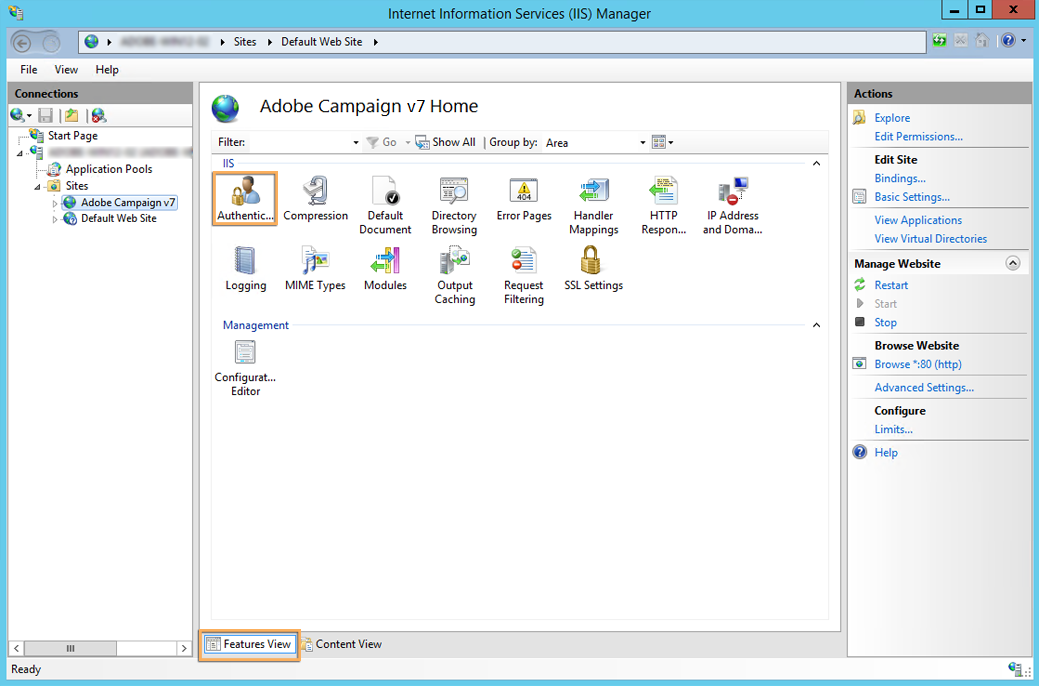 Internet Information Services (IIS) Manager
Sites
Default Web Site
File View Help
Connections
Start Page
Application Pools
Sites
Adobe Campaign v7
Default Web Site
Adobe Campaign v7 Home
Filter: Go Show All Group by: Area
IIS
Authentic... Compression Default Document Directory Browsing Error Pages Handler Mappings HTTP Respon... IP Address and Doma...
404
Logging MIME Types Modules Output Caching Request Filtering SSL Settings
Management
Configurat... Editor
Features View Content View
Actions
Explore
Edit Permissions...
Edit Site
Bindings...
Basic Settings...
View Applications
View Virtual Directories
Manage Website
Restart
Start
Stop
Browse Website
Browse *:80 (http)
Advanced Settings...
Configure
Limits...
Help
Ready